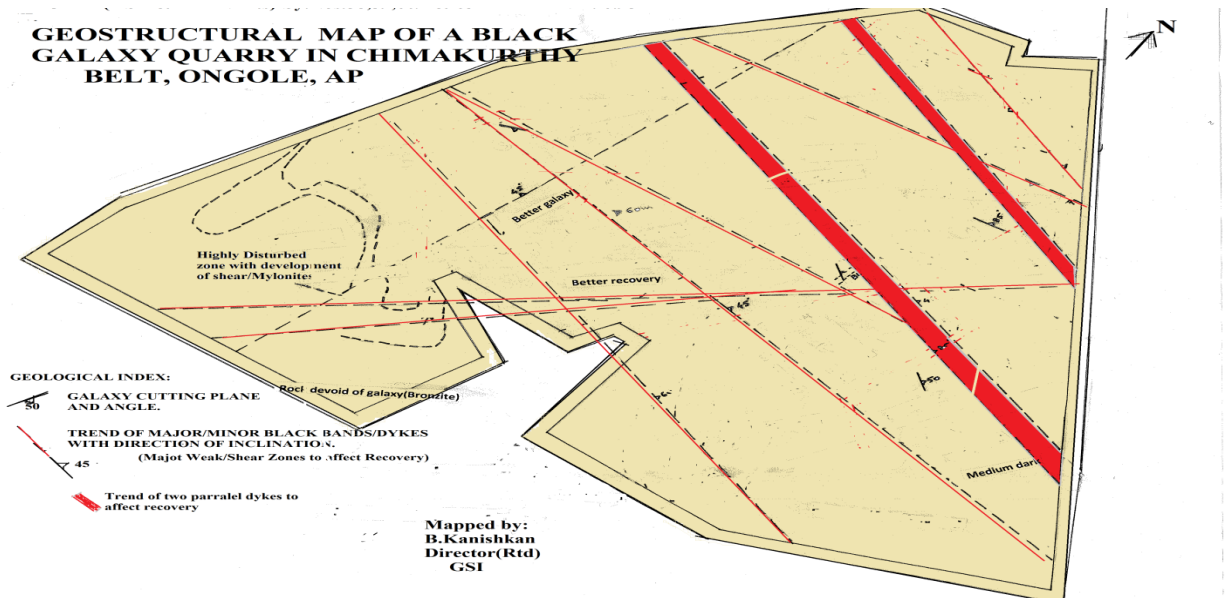 GEOSTRUCTURAL MAP OF A BLACK
GALAXY QUARRY IN CHIMAKURTHY
BELT, ONGOLE, AP
N
Better galaxy
60m
Highly Disturbed
zone with development
of shear/Mylonites
Better recovery
45°
Rock devoid of galaxy(Bronzite)
50
Medium dark
GEOLOGICAL INDEX:
50
GALAXY CUTTING PLANE
AND ANGLE.
TREND OF MAJOR/MINOR BLACK BANDS/DYKES
WITH DIRECTION OF INCLINATION.
45
(Majot Weak/Shear Zones to affect Recovery)
Trend of two parralel dykes to
affect recovery
Mapped by:
B.Kanishkan
Director(Rtd)
GSI